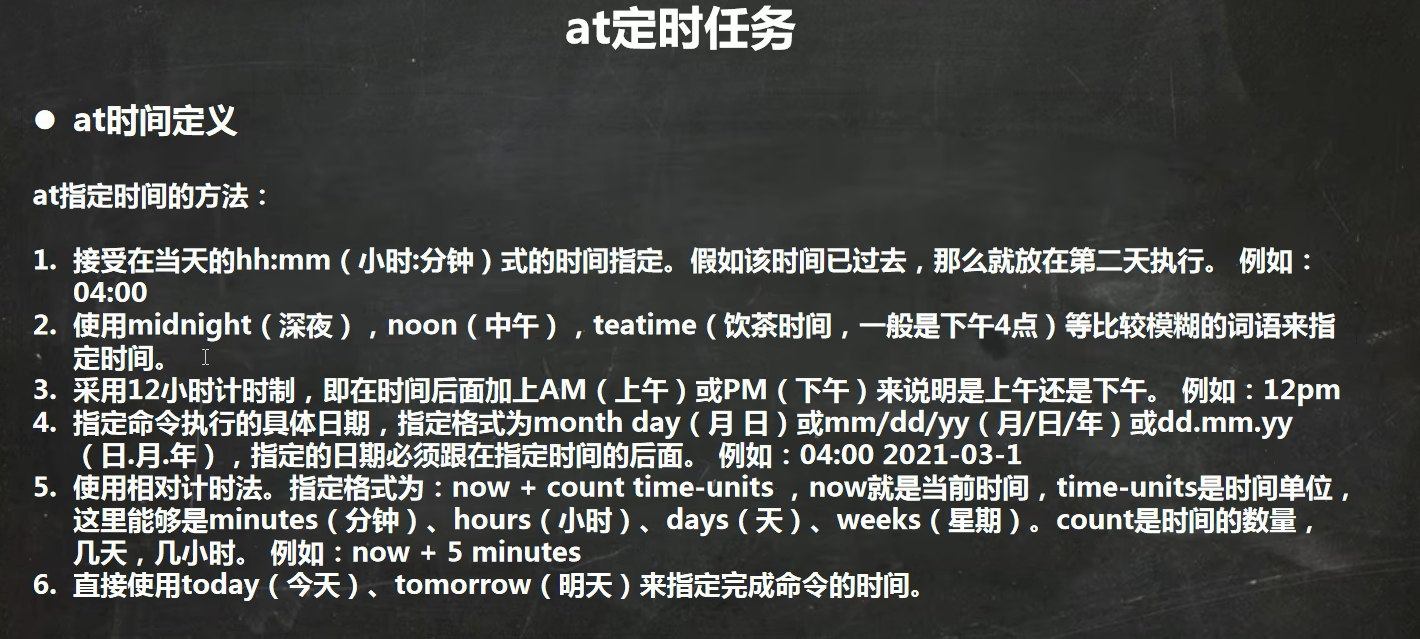 at定时任务
● at时间定义
at指定时间的方法：
1. 接受在当天的hh:mm（小时:分钟）式的时间指定。假如该时间已过去，那么就放在第二天执行。 例如：
04:00
2. 使用midnight（深夜），noon（中午），teatime（饮茶时间，一般是下午4点）等比较模糊的词语来指
定时间。
3. 采用12小时计时制，即在时间后面加上AM（上午）或PM（下午）来说明是上午还是下午。 例如：12pm
4. 指定命令执行的具体日期，指定格式为month day（月 日）或mm/dd/yy（月/日/年）或dd.mm.yy
（日.月.年），指定的日期必须跟在指定时间的后面。 例如：04:00 2021-03-1
5. 使用相对计时法。指定格式为：now + count time-units ，now就是当前时间，time-units是时间单位，
这里能够是minutes（分钟）、hours（小时）、days（天）、weeks（星期）。count是时间的数量，
几天，几小时。 例如：now + 5 minutes
6. 直接使用today（今天）、tomorrow（明天）来指定完成命令的时间。